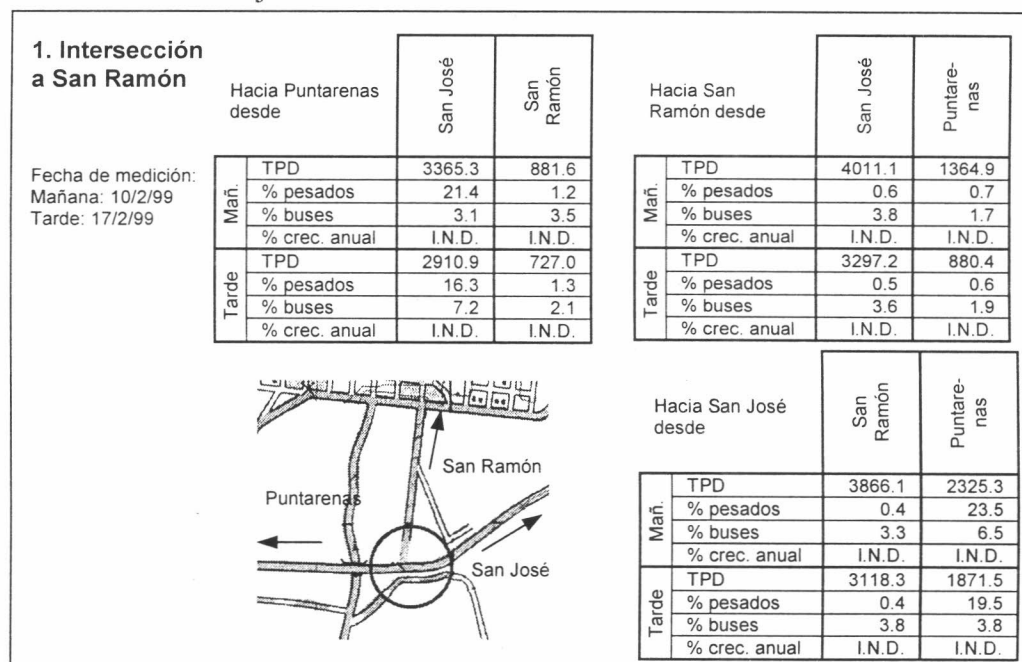 1. Intersección
a San Ramón
Fecha de medición:
Mañana: 10/2/99
Tarde: 17/2/99
Hacia Puntarenas
desde
San José
San
Ramón
Mañ.
TPD 3365.3 881.6
% pesados 21.4 1.2
% buses 3.1 3.5
% crec. anual I.N.D. I.N.D.
Tarde
TPD 2910.9 727.0
% pesados 16.3 1.3
% buses 7.2 2.1
% crec. anual I.N.D. I.N.D.
Hacia San
Ramón desde
San José
Puntare-
nas
Mañ.
TPD 4011.1 1364.9
% pesados 0.6 0.7
% buses 3.8 1.7
% crec. anual I.N.D. I.N.D.
Tarde
TPD 3297.2 880.4
% pesados 0.5 0.6
% buses 3.6 1.9
% crec. anual I.N.D. I.N.D.
San Ramón
Puntarenas
San José
Hacia San José
desde
San
Ramón
Puntare-
nas
Mañ.
TPD 3866.1 2325.3
% pesados 0.4 23.5
% buses 3.3 6.5
% crec. anual I.N.D. I.N.D.
Tarde
TPD 3118.3 1871.5
% pesados 0.4 19.5
% buses 3.8 3.8
% crec. anual I.N.D. I.N.D.